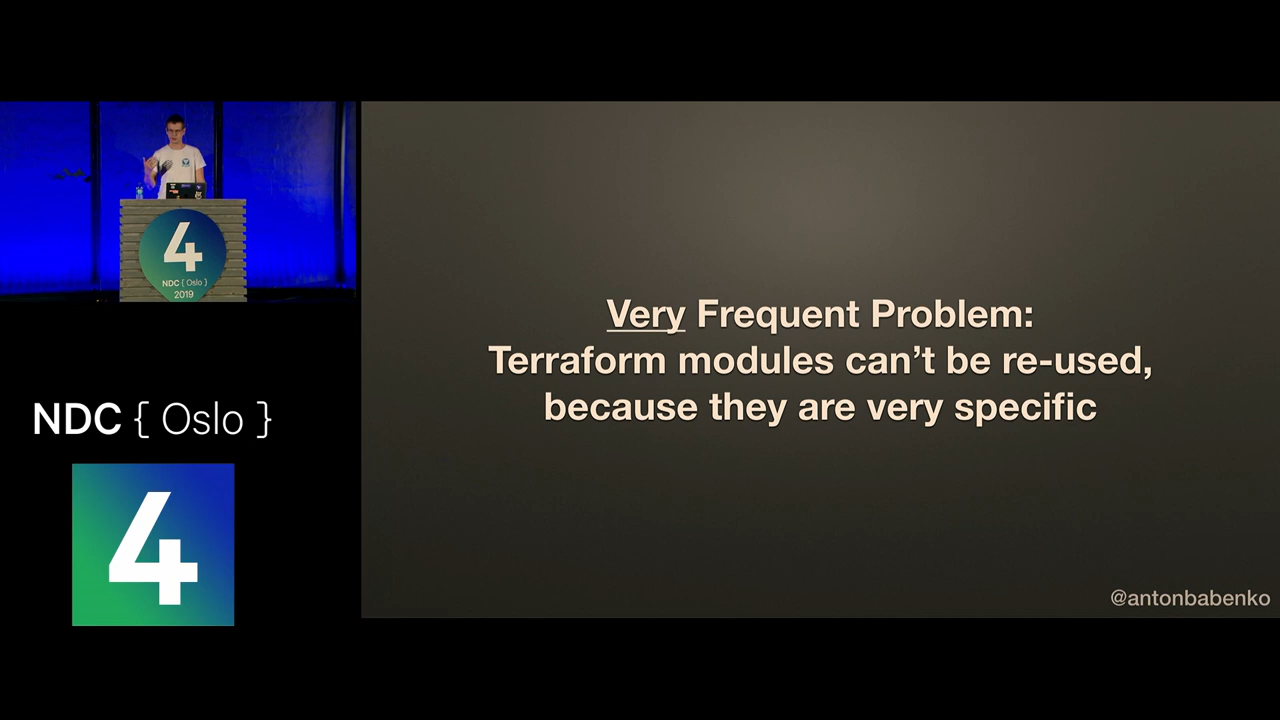 4
NDC { Oslo }
2019
NDC { Oslo }
4
Very Frequent Problem:
Terraform modules can’t be re-used,
because they are very specific
@antonbabenko